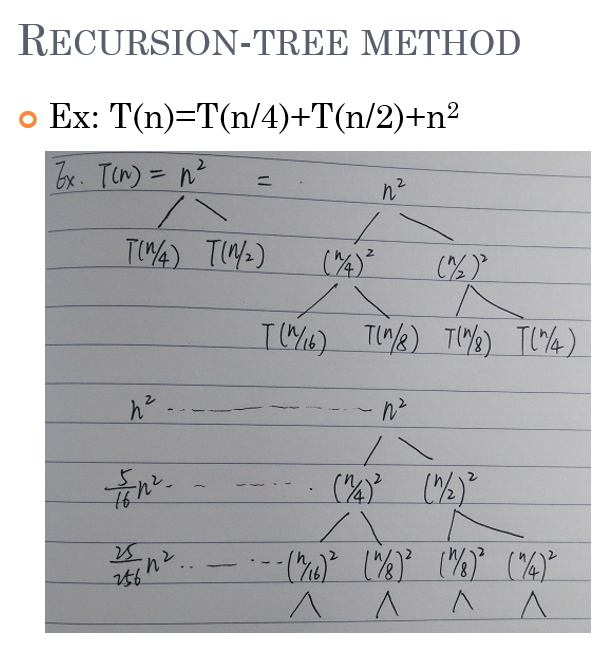 RECURSION-TREE METHOD
Ex: T(n)=T(n/4)+T(n/2)+n²
Ex. T(n) = n² = n²
T(n/4) T(n/2) (n/4)² (n/2)²
T(n/16) T(n/8) T(n/8) T(n/4)
n² n²
5/16 n² (n/4)² (n/2)²
25/256 n² (n/16)² (n/8)² (n/8)² (n/4)²